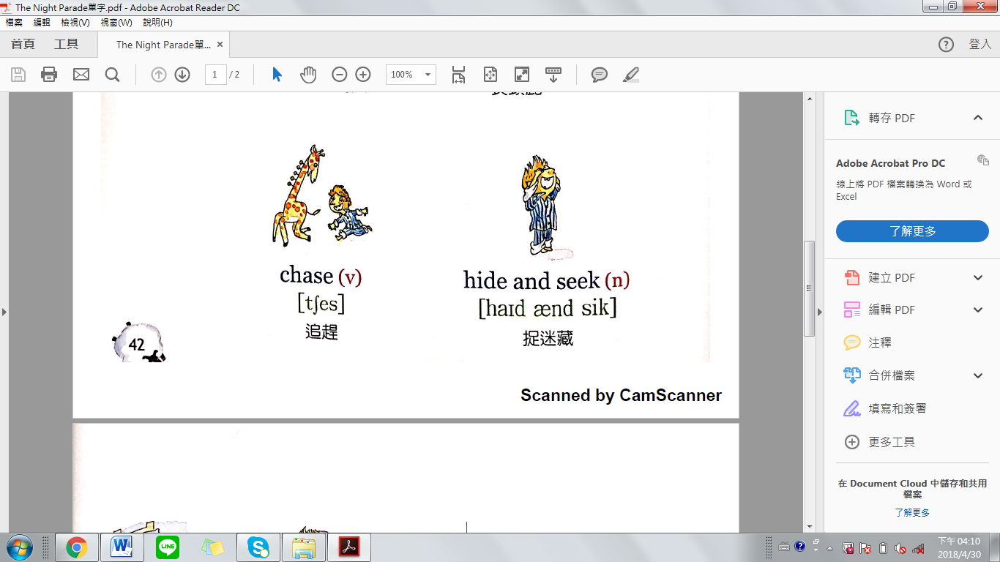 The Night Parade單字.pdf - Adobe Acrobat Reader DC
檔案 編輯 檢視(V) 視窗(W) 說明(H)
首頁 工具 The Night Parade單... × ? 登入
1 / 2 100%
chase (v)
[tʃes]
追趕
hide and seek (n)
[haɪd ænd sik]
捉迷藏
42
Scanned by CamScanner
轉存 PDF
Adobe Acrobat Pro DC
線上將 PDF 檔案轉換為 Word 或
Excel
了解更多
建立 PDF
編輯 PDF
注釋
合併檔案
填寫和簽署
更多工具
在 Document Cloud 中儲存和共用
檔案
了解更多
LINE
下午 04:10
2018/4/30